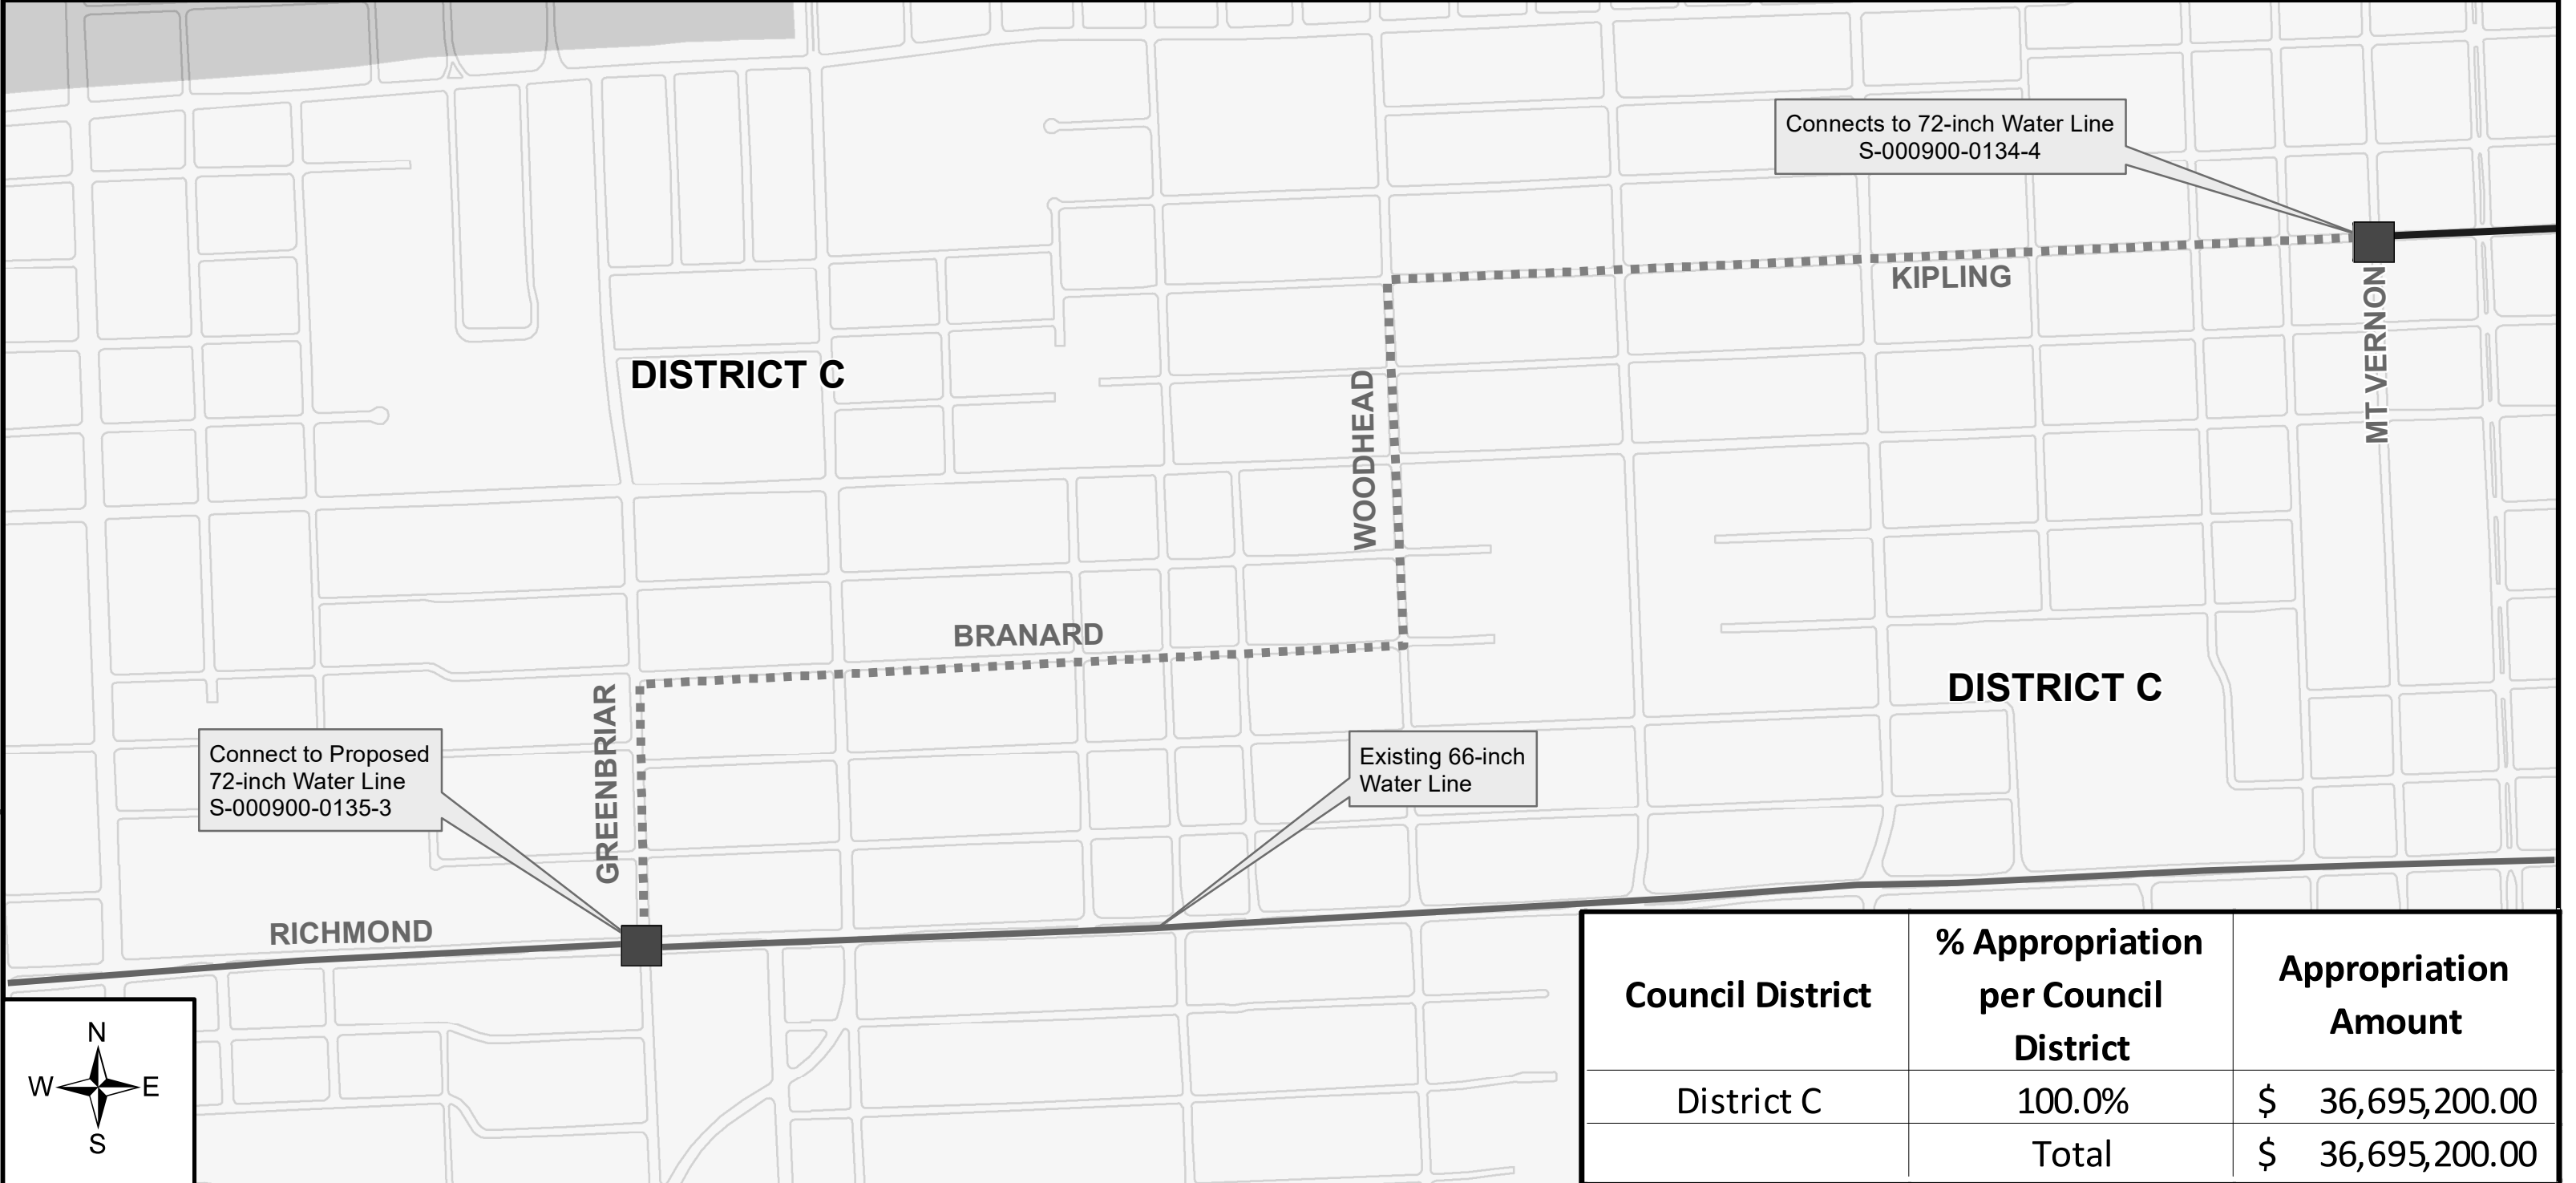 Connects to 72-inch Water Line
S-000900-0134-4
KIPLING
MT VERNON
DISTRICT C
WOODHEAD
BRANARD
GREENBRIAR
DISTRICT C
Connect to Proposed
72-inch Water Line
S-000900-0135-3
Existing 66-inch
Water Line
RICHMOND
N
W E
S
Council District
% Appropriation
per Council
District
Appropriation
Amount
District C 100.0% $ 36,695,200.00
Total $ 36,695,200.00